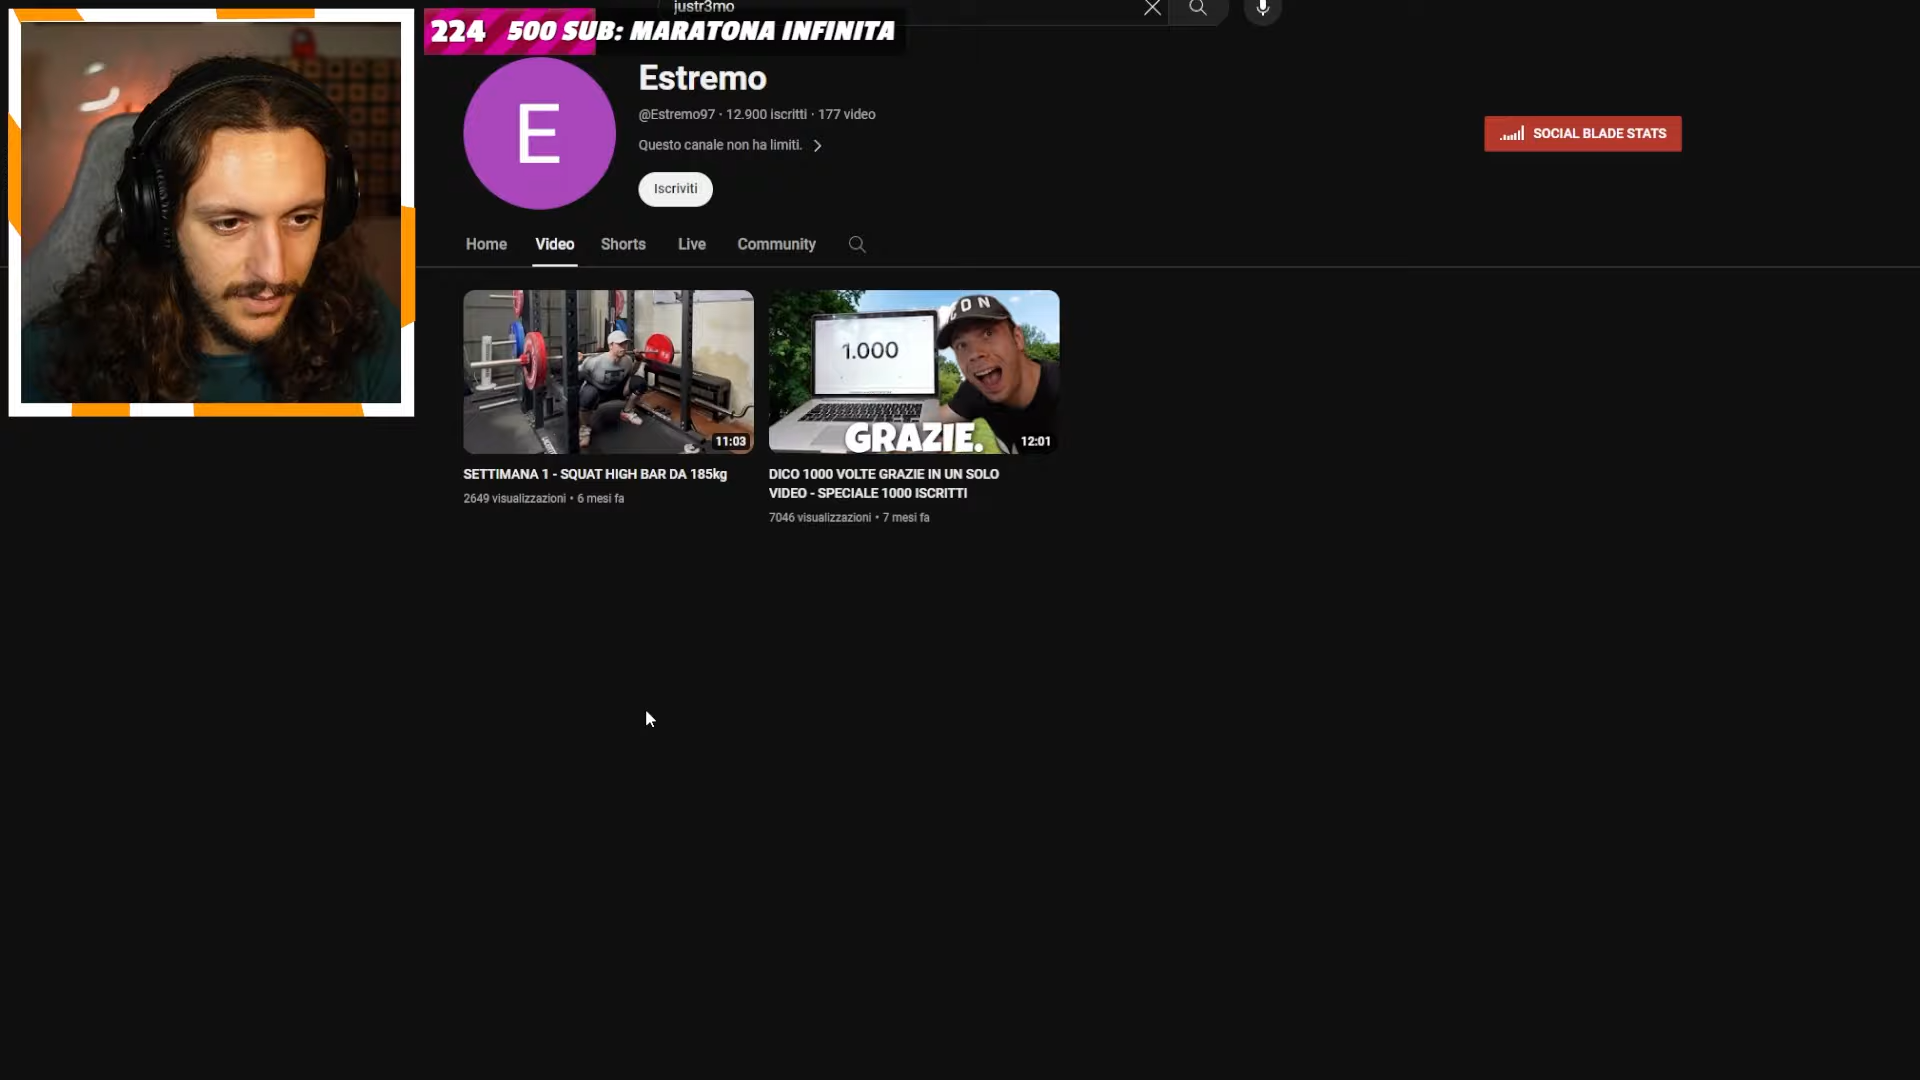 justr3mo
224 500 SUB: MARATONA INFINITA
E
Estremo
@Estremo97 · 12.900 iscritti · 177 video
Questo canale non ha limiti.
SOCIAL BLADE STATS
Iscriviti
Home Video Shorts Live Community
11:03
1.000
CON
GRAZIE.
12:01
SETTIMANA 1 - SQUAT HIGH BAR DA 185kg
2649 visualizzazioni • 6 mesi fa
DICO 1000 VOLTE GRAZIE IN UN SOLO
VIDEO - SPECIALE 1000 ISCRITTI
7046 visualizzazioni • 7 mesi fa